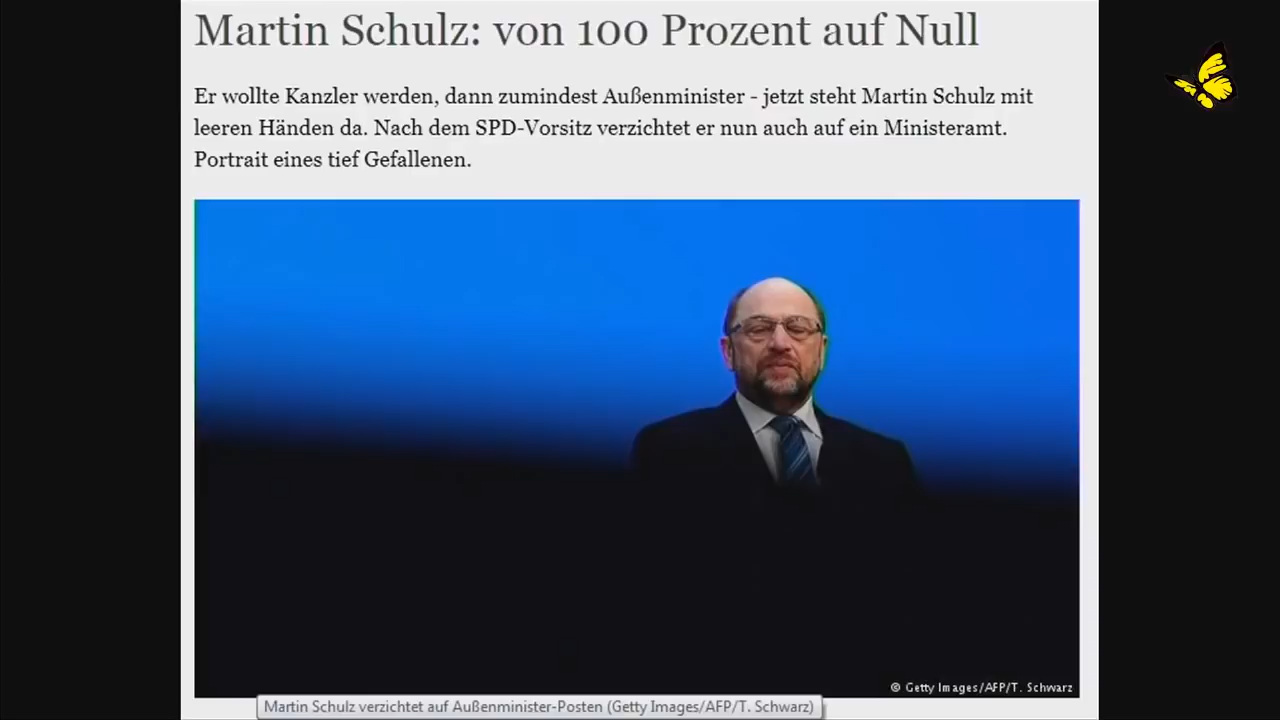 Martin Schulz: von 100 Prozent auf Null
Er wollte Kanzler werden, dann zumindest Außenminister - jetzt steht Martin Schulz mit
leeren Händen da. Nach dem SPD-Vorsitz verzichtet er nun auch auf ein Ministeramt.
Portrait eines tief Gefallenen.
© Getty Images/AFP/T. Schwarz
Martin Schulz verzichtet auf Außenminister-Posten (Getty Images/AFP/T. Schwarz)